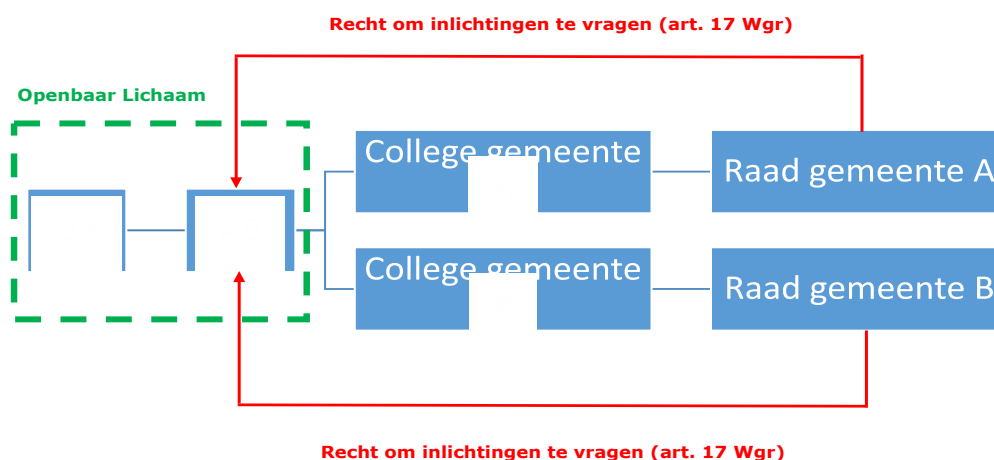 Recht om inlichtingen te vragen (art. 17 Wgr)
Openbaar Lichaam
College gemeente
Raad gemeente A
College gemeente
Raad gemeente B
Recht om inlichtingen te vragen (art. 17 Wgr)